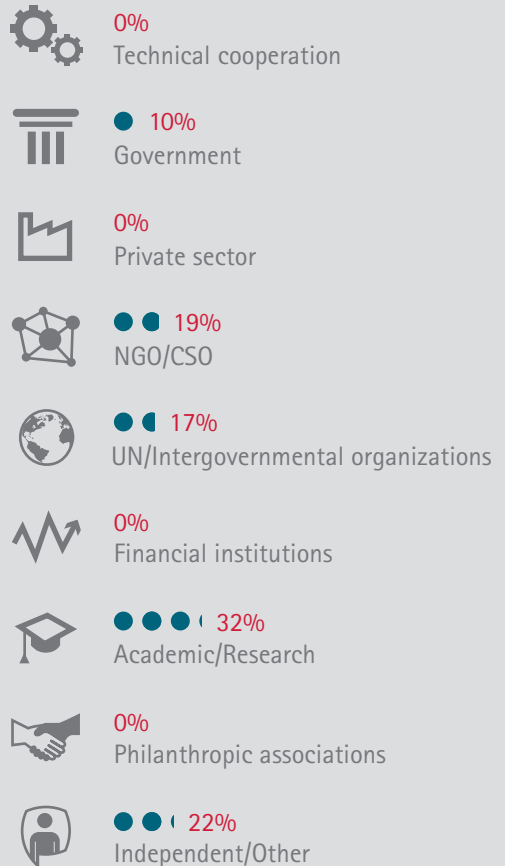 0%
Technical cooperation
10%
Government
0%
Private sector
19%
NGO/CSO
17%
UN/Intergovernmental organizations
0%
Financial institutions
32%
Academic/Research
0%
Philanthropic associations
22%
Independent/Other